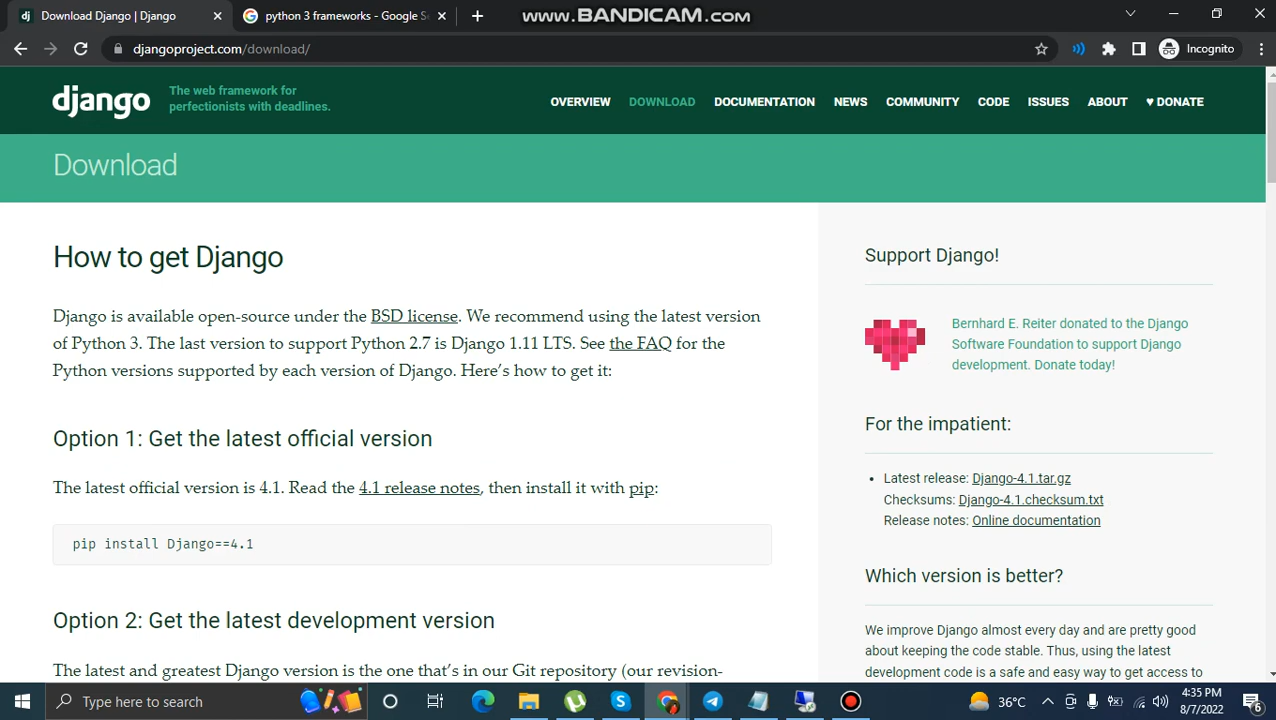 Download Django | Django
python 3 frameworks - Google Se
www.BANDICAM.com
djangoproject.com/download/
Incognito
django
The web framework for
perfectionists with deadlines.
OVERVIEW
DOWNLOAD
DOCUMENTATION
NEWS
COMMUNITY
CODE
ISSUES
ABOUT
♥ DONATE
Download
How to get Django
Django is available open-source under the BSD license. We recommend using the latest version
of Python 3. The last version to support Python 2.7 is Django 1.11 LTS. See the FAQ for the
Python versions supported by each version of Django. Here's how to get it:
Option 1: Get the latest official version
The latest official version is 4.1. Read the 4.1 release notes, then install it with pip:
pip install Django==4.1
Option 2: Get the latest development version
The latest and greatest Django version is the one that's in our Git repository (our revision-
Support Django!
Bernhard E. Reiter donated to the Django
Software Foundation to support Django
development. Donate today!
For the impatient:
• Latest release: Django-4.1.tar.gz
Checksums: Django-4.1.checksum.txt
Release notes: Online documentation
Which version is better?
We improve Django almost every day and are pretty good
about keeping the code stable. Thus, using the latest
development code is a safe and easy way to get access to
Type here to search
36°C
4:35 PM
8/7/2022
6